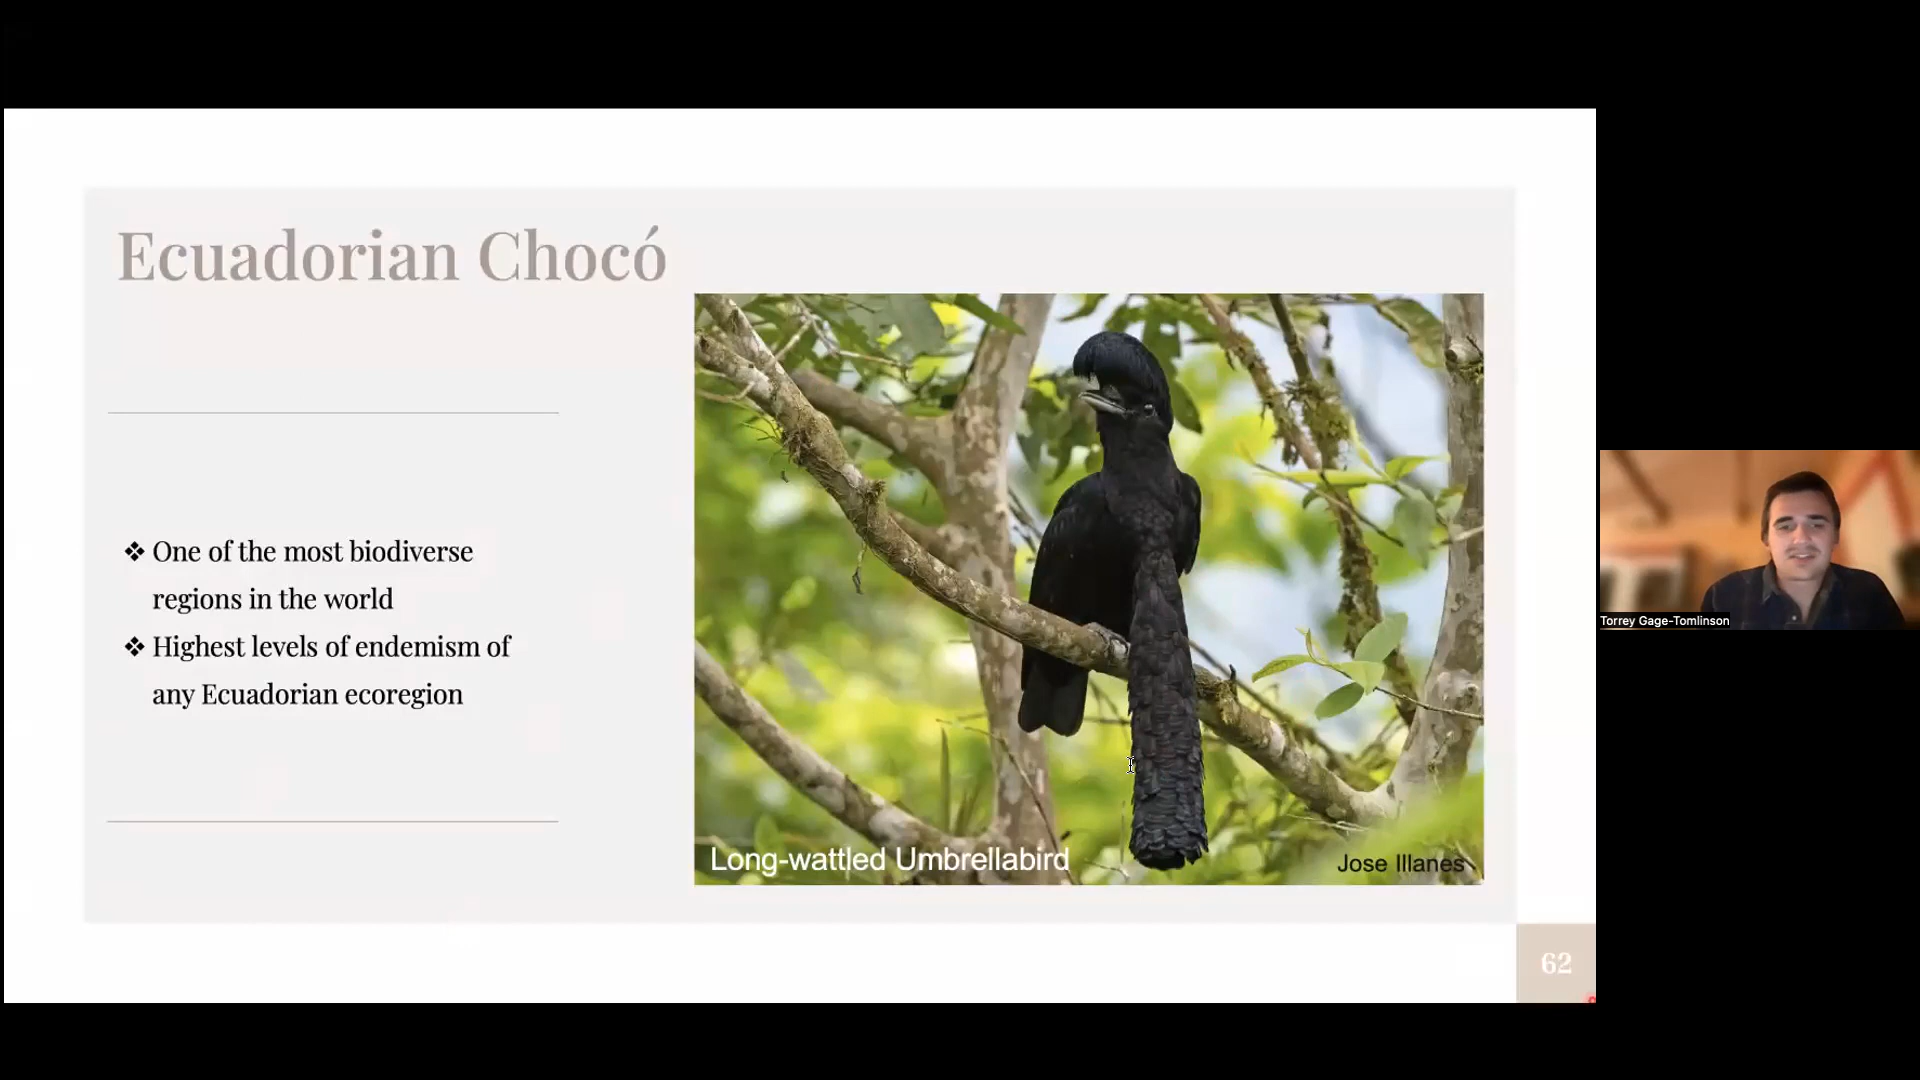 Ecuadorian Chocó
❖ One of the most biodiverse
regions in the world
❖ Highest levels of endemism of
any Ecuadorian ecoregion
Long-wattled Umbrellabird
Jose Illanes
62
Torrey Gage-Tomlinson